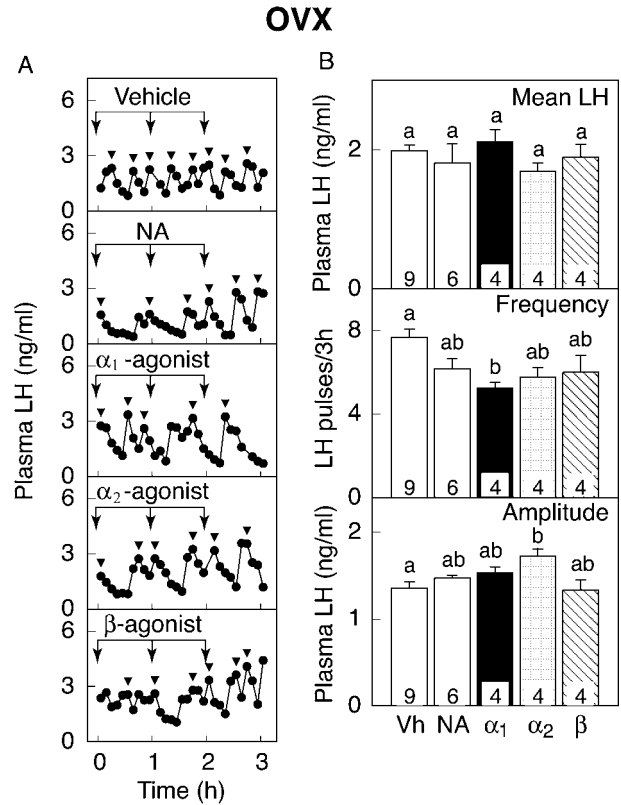 OVX
A
Plasma LH (ng/ml)
Vehicle
6
3
0
NA
6
3
0
α1 -agonist
6
3
0
α2-agonist
6
3
0
β-agonist
6
3
0
0 1 2 3
Time (h)
B
Mean LH
Plasma LH (ng/ml)
2
0
a a a a a
9 6 4 4 4
Frequency
LH pulses/3h
8
4
0
a ab b ab ab
9 6 4 4 4
Amplitude
Plasma LH (ng/ml)
2
1
0
a ab ab b ab
9 6 4 4 4
Vh NA α1 α2 β